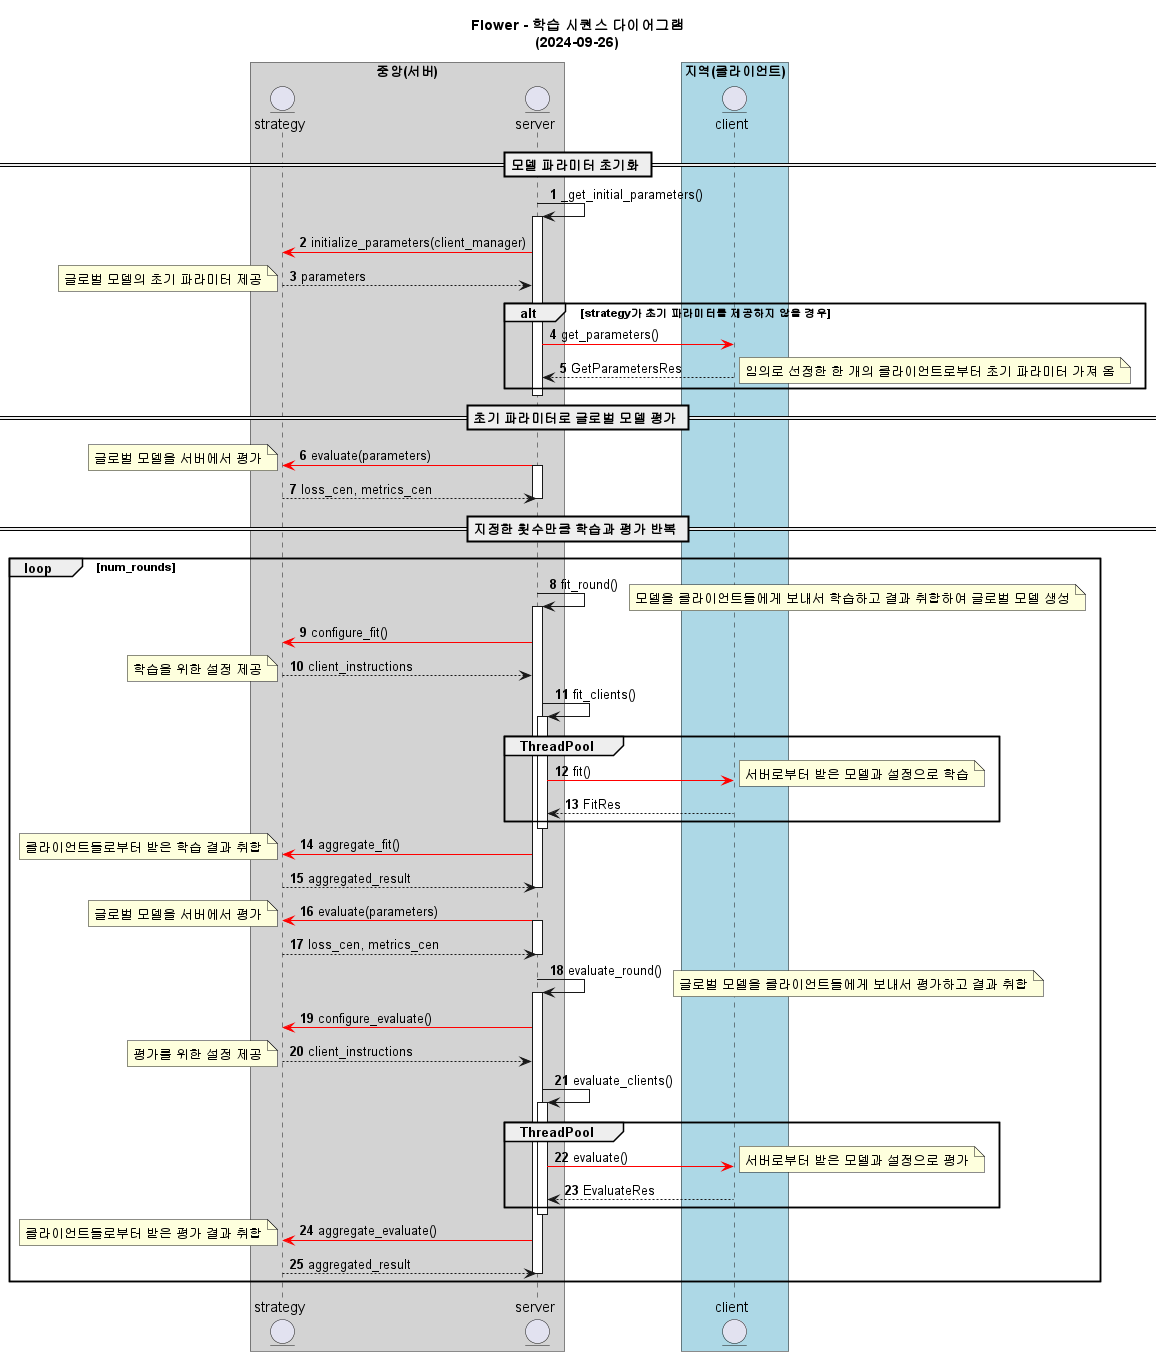 Flower - 학습 시퀀스 다이어그램
(2024-09-26)
중앙(서버)
지역(클라이언트)
strategy
server
client
모델 파라미터 초기화
1 _get_initial_parameters()
2 initialize_parameters(client_manager)
글로벌 모델의 초기 파라미터 제공
3 parameters
alt
[strategy가 초기 파라미터를 제공하지 않을 경우]
4 get_parameters()
5 GetParametersRes
임의로 선정한 한 개의 클라이언트로부터 초기 파라미터 가져 옴
초기 파라미터로 글로벌 모델 평가
글로벌 모델을 서버에서 평가
6 evaluate(parameters)
7 loss_cen, metrics_cen
지정한 횟수만큼 학습과 평가 반복
loop
[num_rounds]
8 fit_round()
모델을 클라이언트들에게 보내서 학습하고 결과 취합하여 글로벌 모델 생성
9 configure_fit()
학습을 위한 설정 제공
10 client_instructions
11 fit_clients()
ThreadPool
12 fit()
서버로부터 받은 모델과 설정으로 학습
13 FitRes
클라이언트들로부터 받은 학습 결과 취합
14 aggregate_fit()
15 aggregated_result
글로벌 모델을 서버에서 평가
16 evaluate(parameters)
17 loss_cen, metrics_cen
18 evaluate_round()
글로벌 모델을 클라이언트들에게 보내서 평가하고 결과 취합
19 configure_evaluate()
평가를 위한 설정 제공
20 client_instructions
21 evaluate_clients()
ThreadPool
22 evaluate()
서버로부터 받은 모델과 설정으로 평가
23 EvaluateRes
클라이언트들로부터 받은 평가 결과 취합
24 aggregate_evaluate()
25 aggregated_result
strategy
server
client